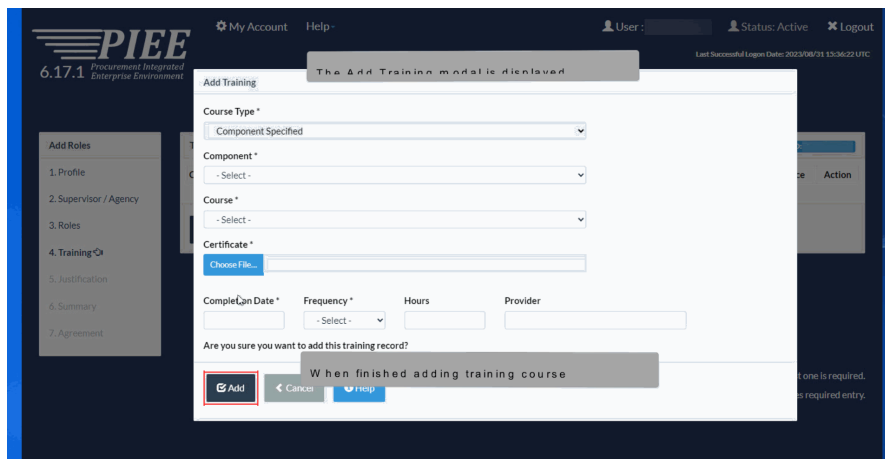 My Account Help-
User : Status: Active Logout
PIEE
Procurement Integrated
Enterprise Environment
6.17.1
Last Successful Logon Date: 2023/08/31 15:36:22 UTC
The Add Training modal is displayed
Add Training
Course Type *
Component Specified
Component *
- Select -
Course *
- Select -
Certificate *
Choose File...
Completion Date * Frequency * Hours Provider
- Select -
Are you sure you want to add this training record?
When finished adding training course
Add Cancel Help
Add Roles
1. Profile
2. Supervisor / Agency
3. Roles
4. Training
5. Justification
6. Summary
7. Agreement
Action
one is required.
required entry.